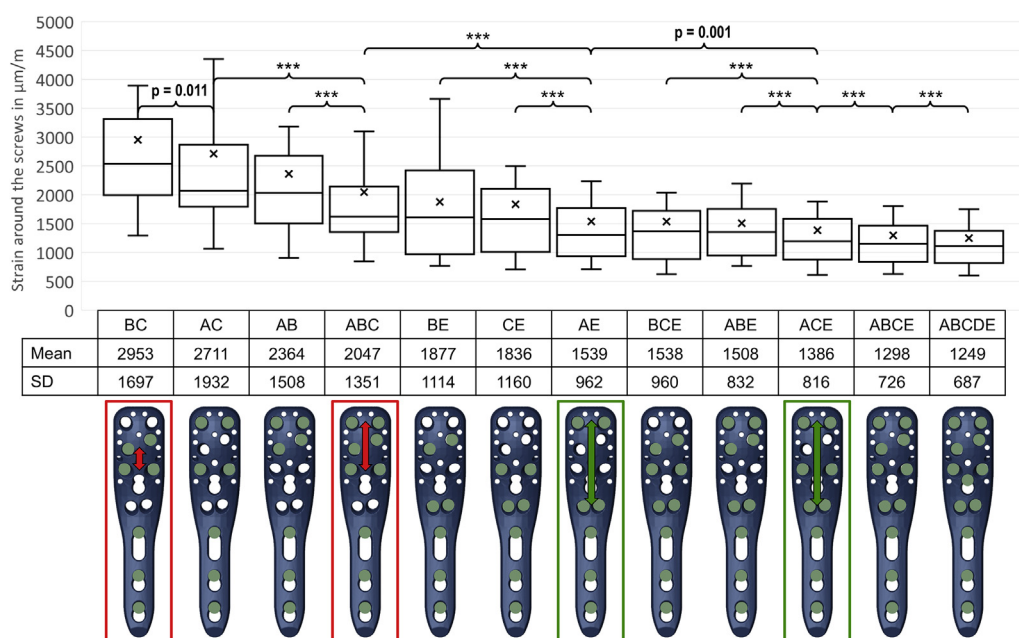 Strain around the screws in μm/m
5000
4500
4000
3500
3000
2500
2000
1500
1000
500
0
*** p = 0.001
*** *** ***
p = 0.011 *** *** *** *** ***
BC AC AB ABC BE CE AE BCE ABE ACE ABCE ABCDE
Mean 2953 2711 2364 2047 1877 1836 1539 1538 1508 1386 1298 1249
SD 1697 1932 1508 1351 1114 1160 962 960 832 816 726 687